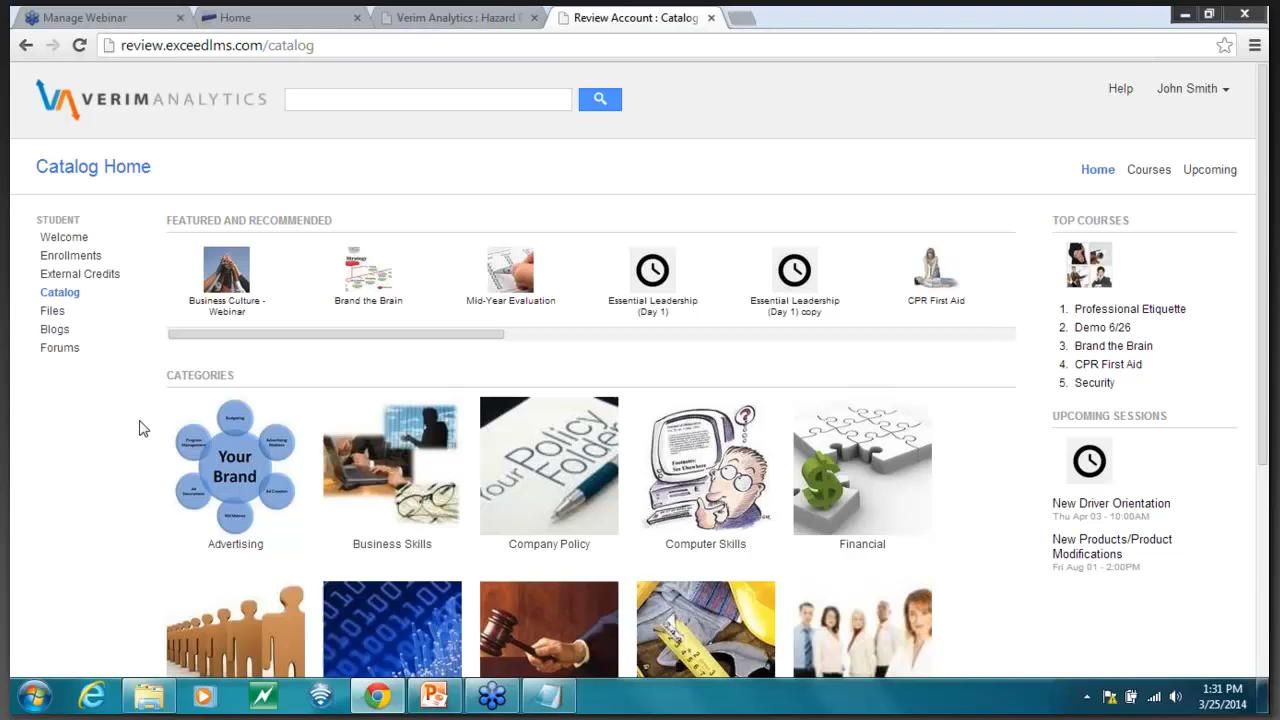 Manage Webinar
Home
Verim Analytics : Hazard
Review Account : Catalog
review.exceedlms.com/catalog
VERIMANALYTICS
Help
John Smith
Catalog Home
Home
Courses
Upcoming
STUDENT
Welcome
Enrollments
External Credits
Catalog
Files
Blogs
Forums
FEATURED AND RECOMMENDED
Business Culture -
Webinar
Brand the Brain
Mid-Year Evaluation
Essential Leadership
(Day 1)
Essential Leadership
(Day 1) copy
CPR First Aid
CATEGORIES
Your
Brand
Budgeting
Advertising
Business Skills
Your Policy
Folder
Company Policy
Computer Skills
Financial
TOP COURSES
1. Professional Etiquette
2. Demo 6/26
3. Brand the Brain
4. CPR First Aid
5. Security
UPCOMING SESSIONS
New Driver Orientation
Thu Apr 03 - 10:00AM
New Products/Product
Modifications
Fri Aug 01 - 2:00PM
1:31 PM
3/25/2014